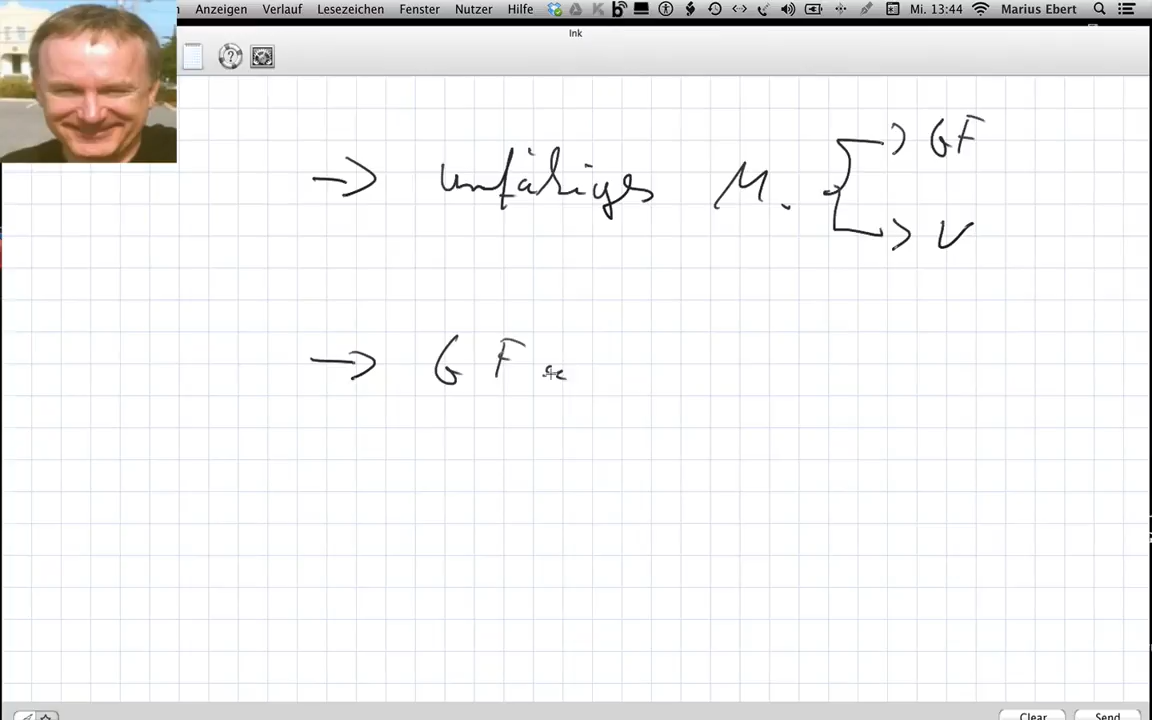 Anzeigen Verlauf Lesezeichen Fenster Nutzer Hilfe Mi. 13:44 Marius Ebert
Ink
→ unfähiges M. → GF
→ V
→ GF
Clear Send